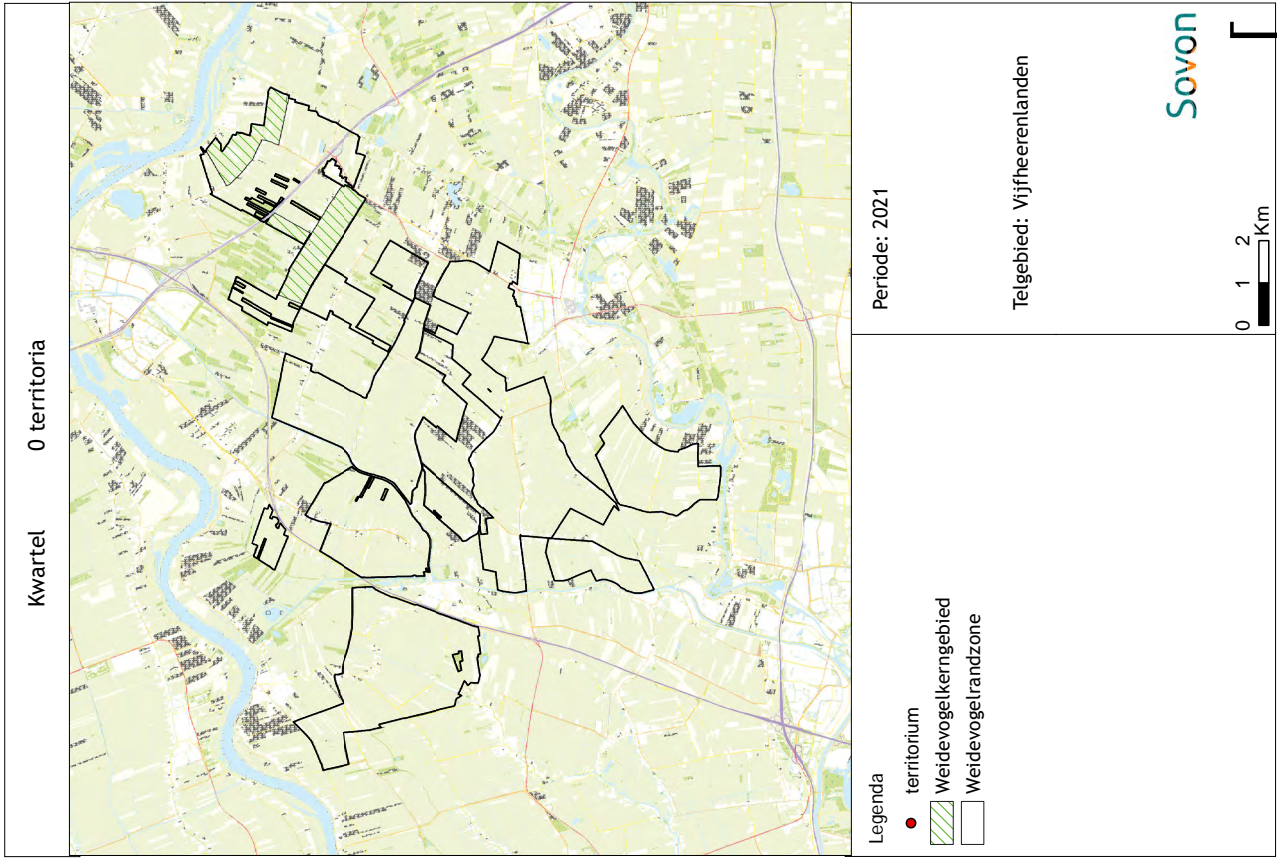 Kwartel 0 territoria
Legenda
territorium
Weidevogelkerngebied
Weidevogelrandzone
Periode: 2021
Telgebied: Vijfheerenlanden
0 1 2
Km
Sovon